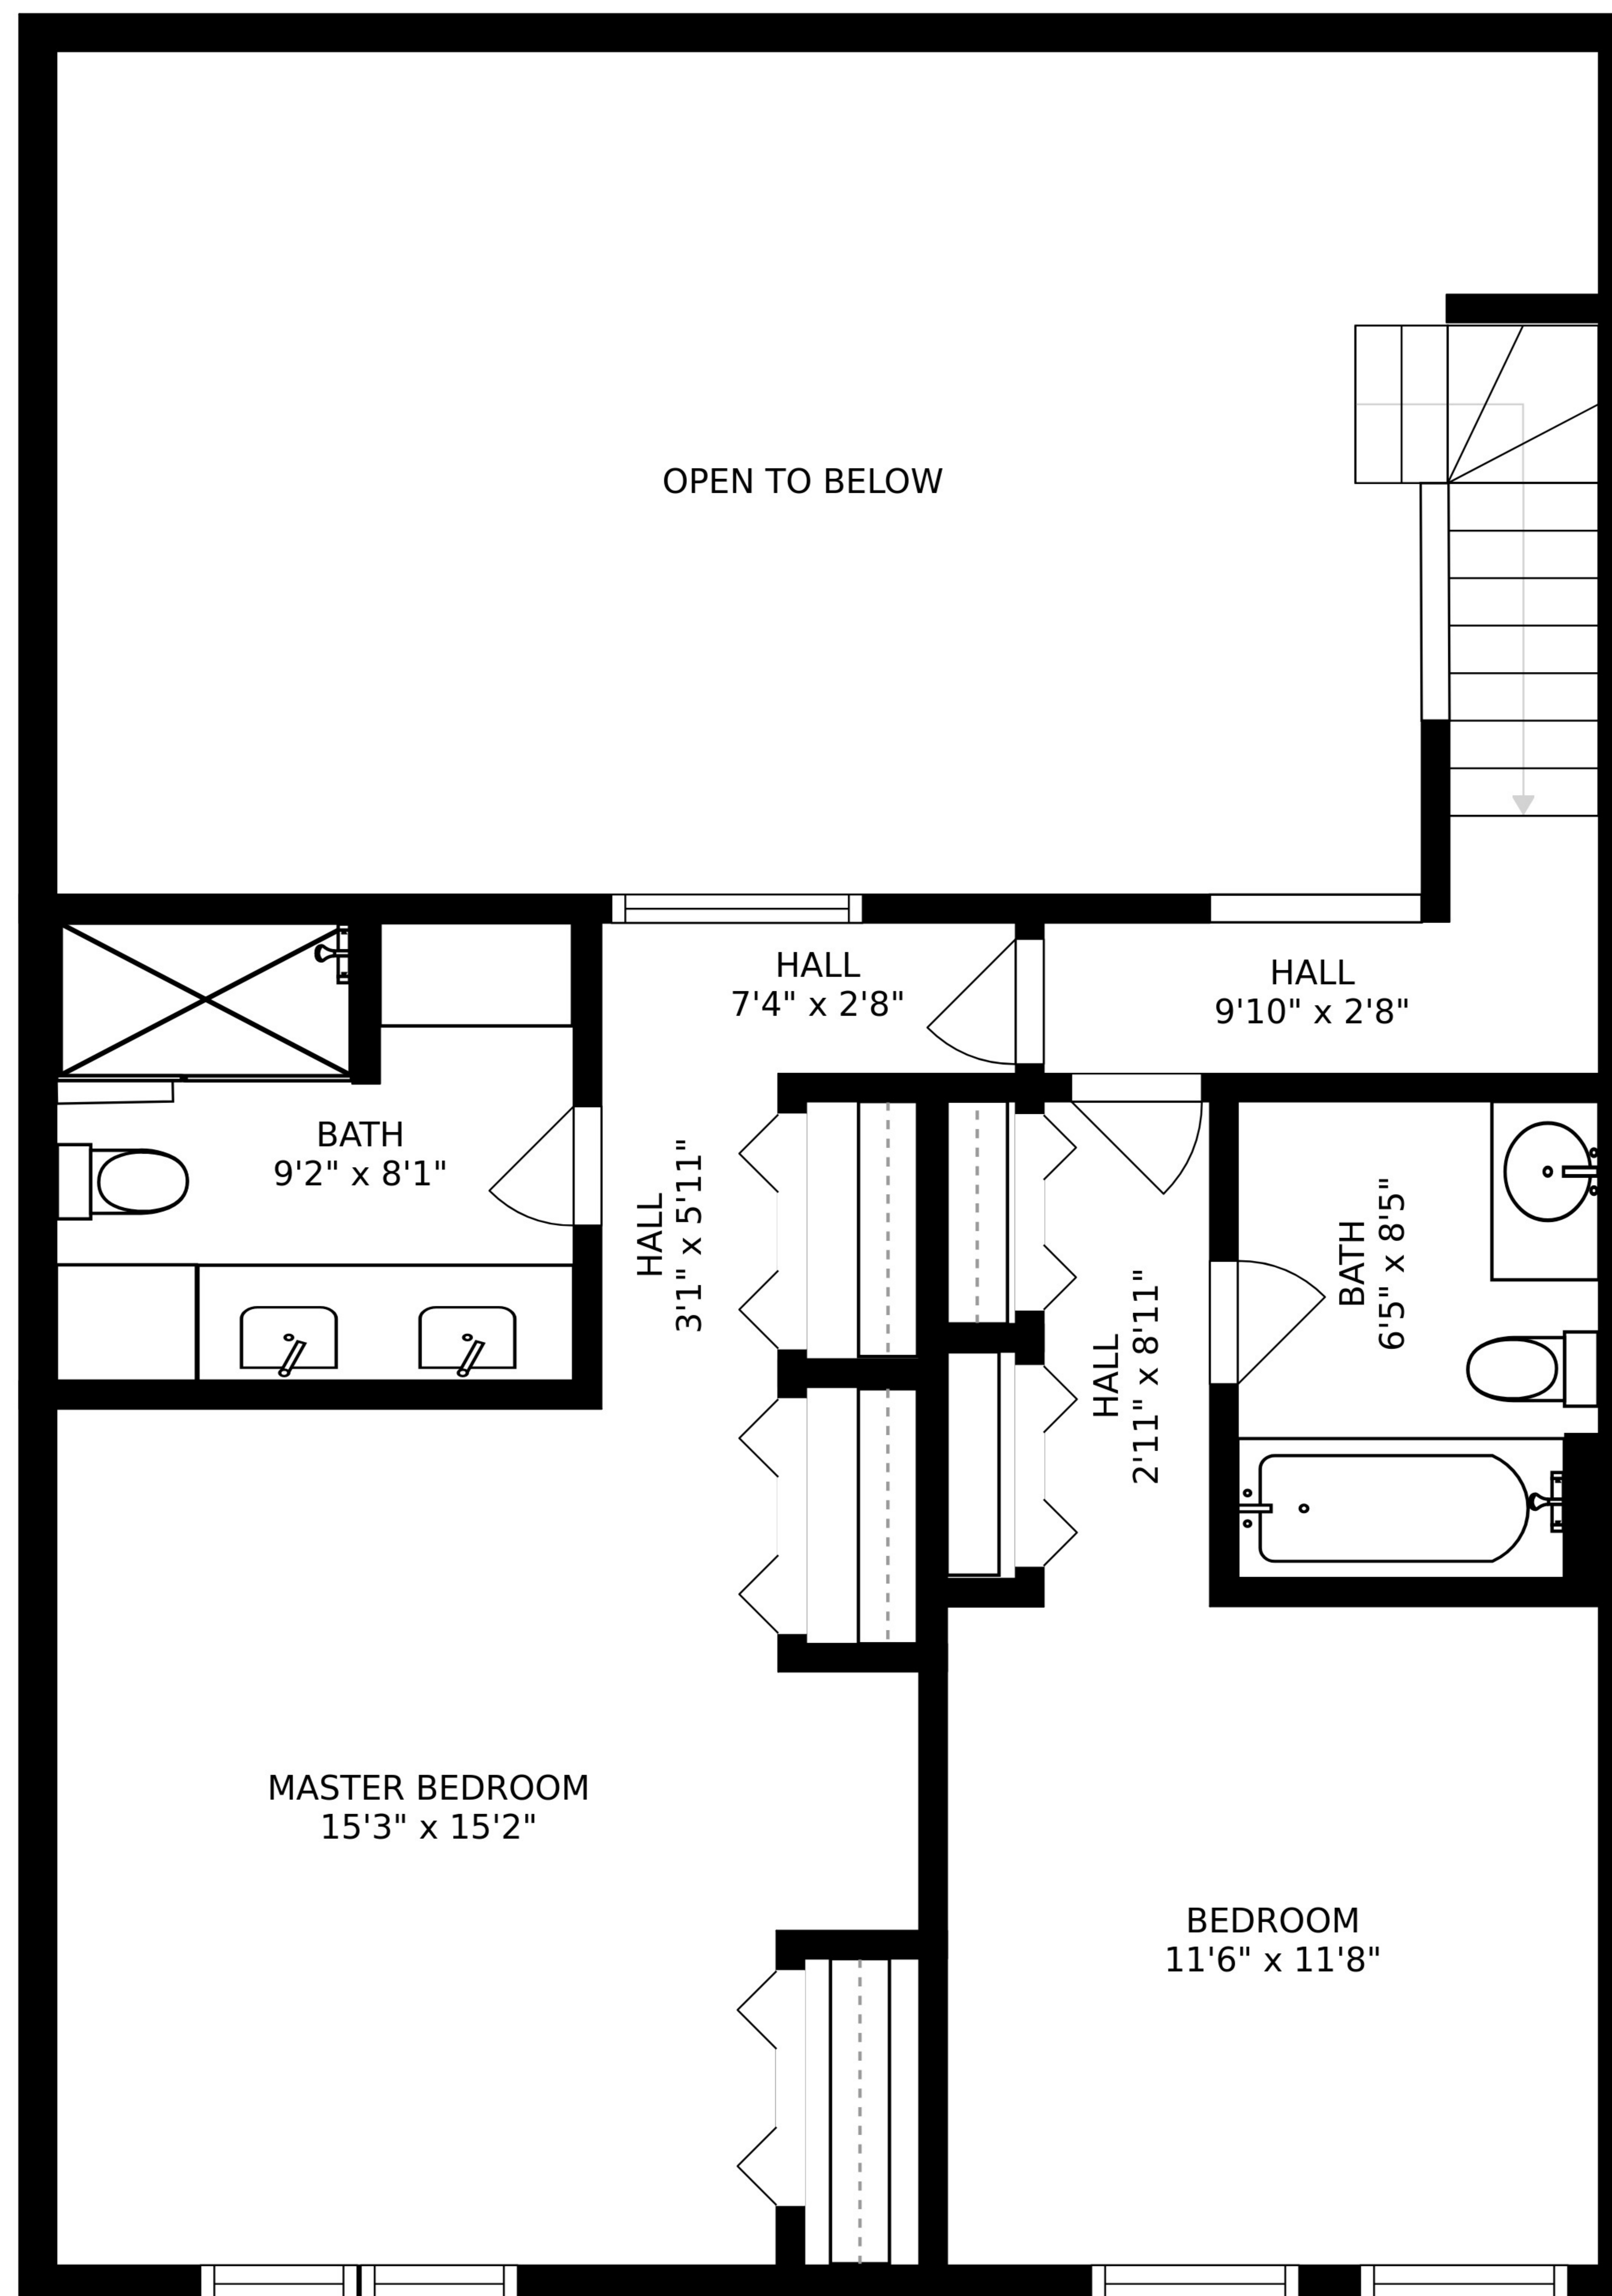 OPEN TO BELOW
HALL
7'4" x 2'8"
HALL
9'10" x 2'8"
BATH
9'2" x 8'1"
HALL
3'1" x 5'11"
HALL
2'11" x 8'11"
BATH
6'5" x 8'5"
MASTER BEDROOM
15'3" x 15'2"
BEDROOM
11'6" x 11'8"